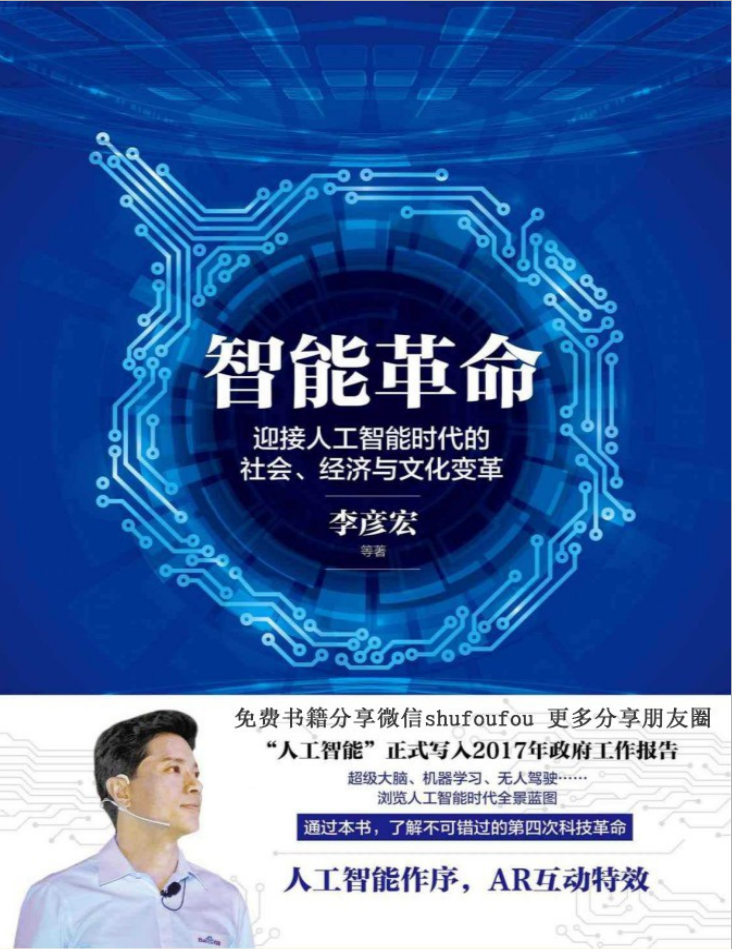 智能革命
迎接人工智能时代的
社会、经济与文化变革
李彦宏
等著
免费书籍分享微信shufoufou 更多分享朋友圈
“人工智能”正式写入2017年政府工作报告
超级大脑、机器学习、无人驾驶……
浏览人工智能时代全景蓝图
通过本书，了解不可错过的第四次科技革命
人工智能作序，AR互动特效